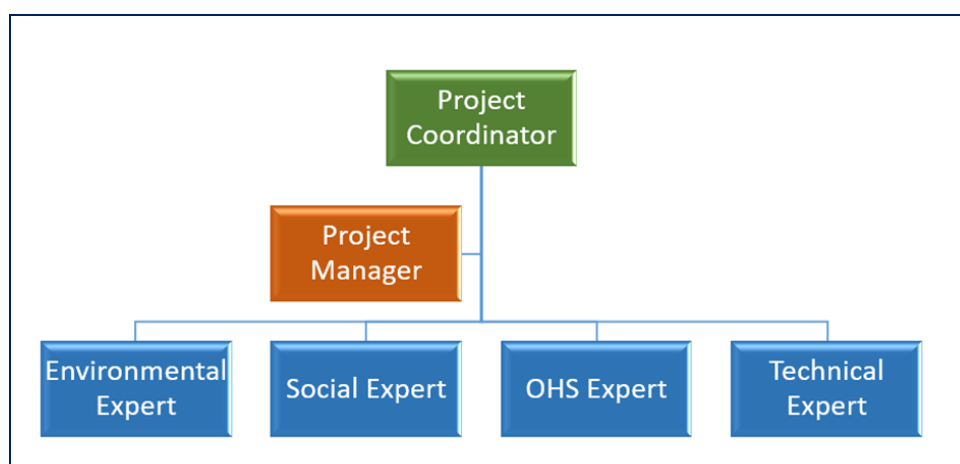 Project
Coordinator
Project
Manager
Environmental
Expert
Social Expert
OHS Expert
Technical
Expert